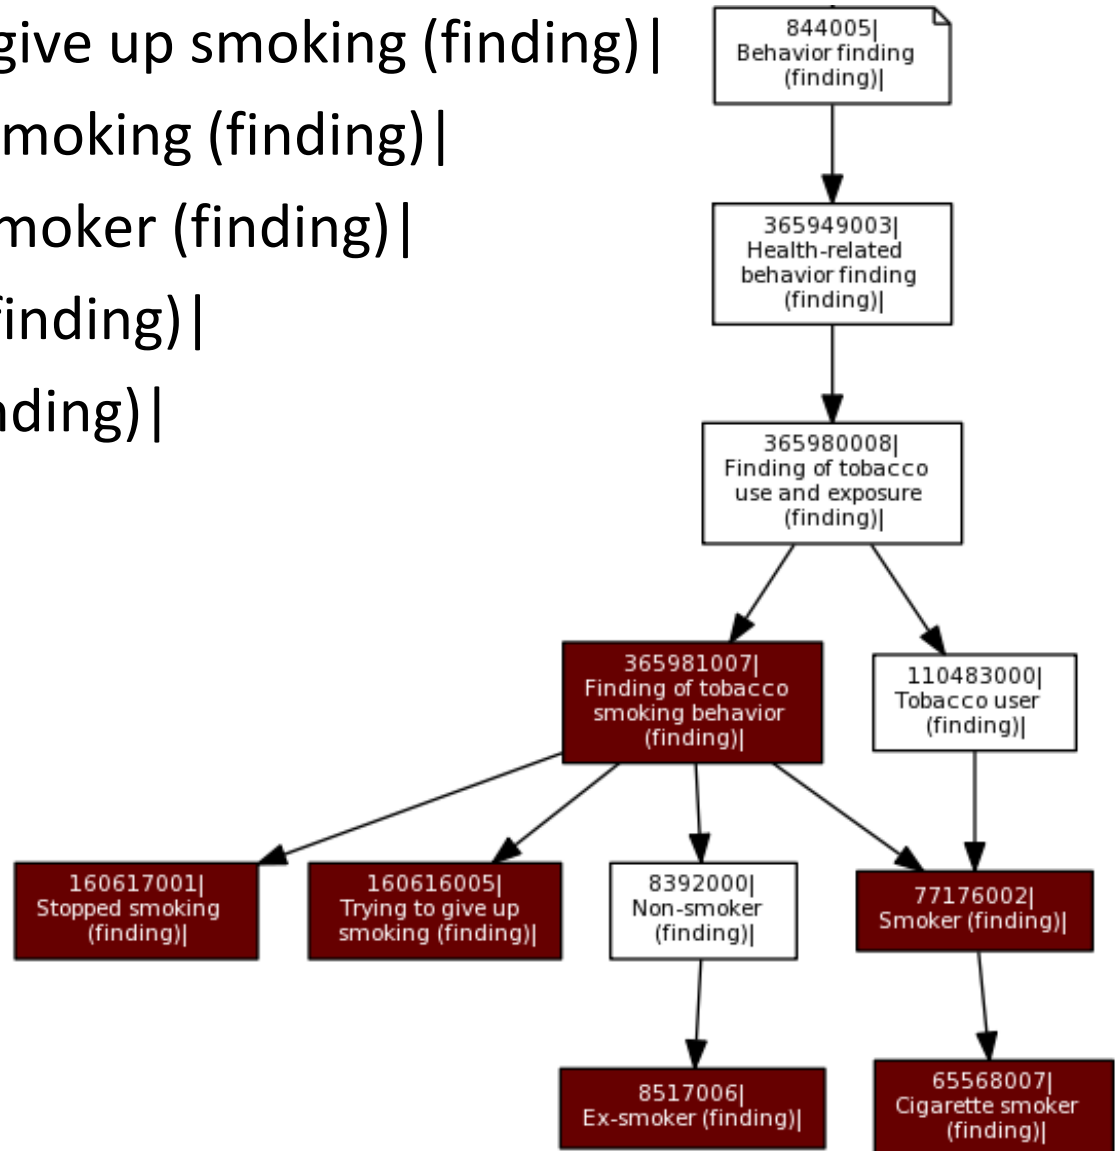 give up smoking (finding)|
moking (finding)|
moker (finding)|
finding)|
nding)|
844005|
Behavior finding
(finding)|
365949003|
Health-related
behavior finding
(finding)|
365980008|
Finding of tobacco
use and exposure
(finding)|
365981007|
Finding of tobacco
smoking behavior
(finding)|
110483000|
Tobacco user
(finding)|
160617001|
Stopped smoking
(finding)|
160616005|
Trying to give up
smoking (finding)|
8392000|
Non-smoker
(finding)|
77176002|
Smoker (finding)|
8517006|
Ex-smoker (finding)|
65568007|
Cigarette smoker
(finding)|